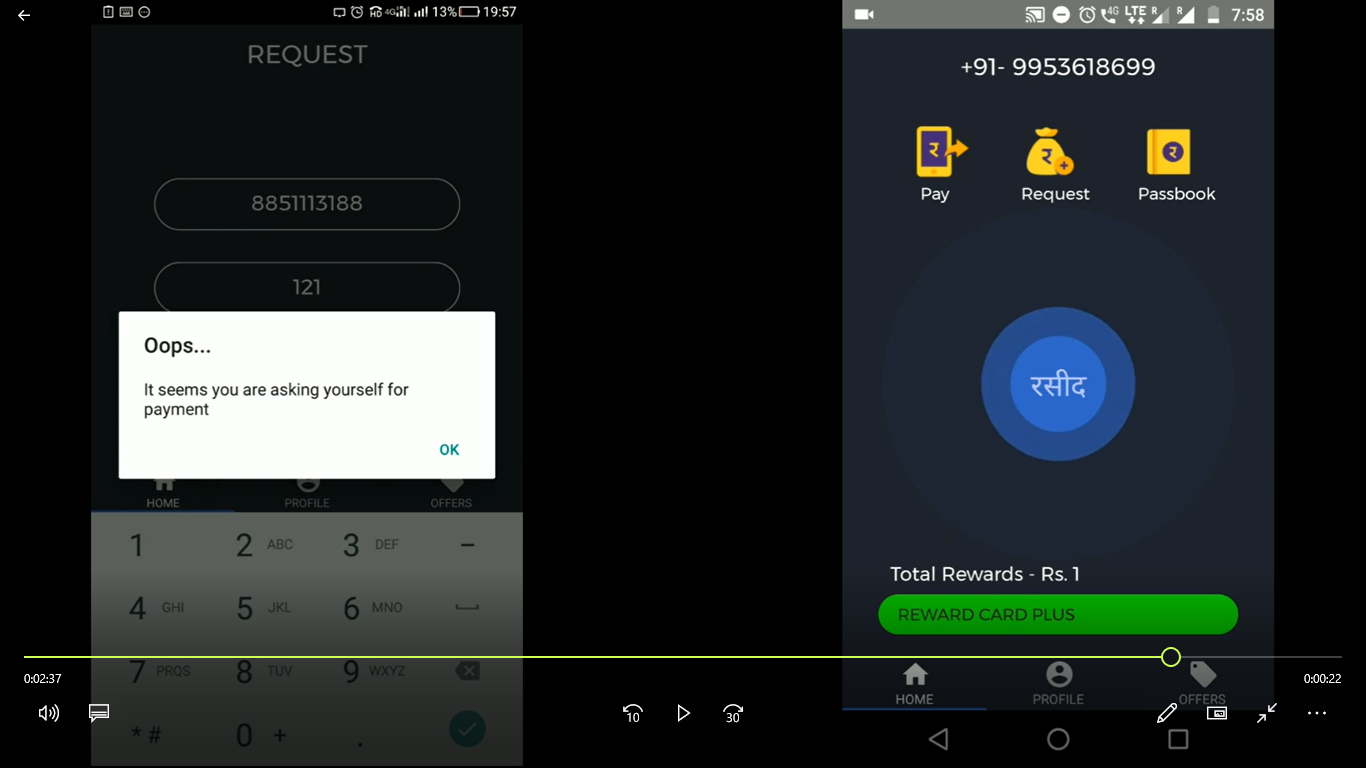 13% 19:57
REQUEST
8851113188
121
Oops...
It seems you are asking yourself for
payment
OK
HOME PROFILE OFFERS
1 2 ABC 3 DEF –
4 GHI 5 JKL 6 MNO
7 PRQS 8 TUV 9 WXYZ
* # 0 + .
4G LTE R R 7:58
+91- 9953618699
Pay Request Passbook
रसीद
Total Rewards - Rs. 1
REWARD CARD PLUS
HOME PROFILE OFFERS
0:02:37 0:00:22
10 30